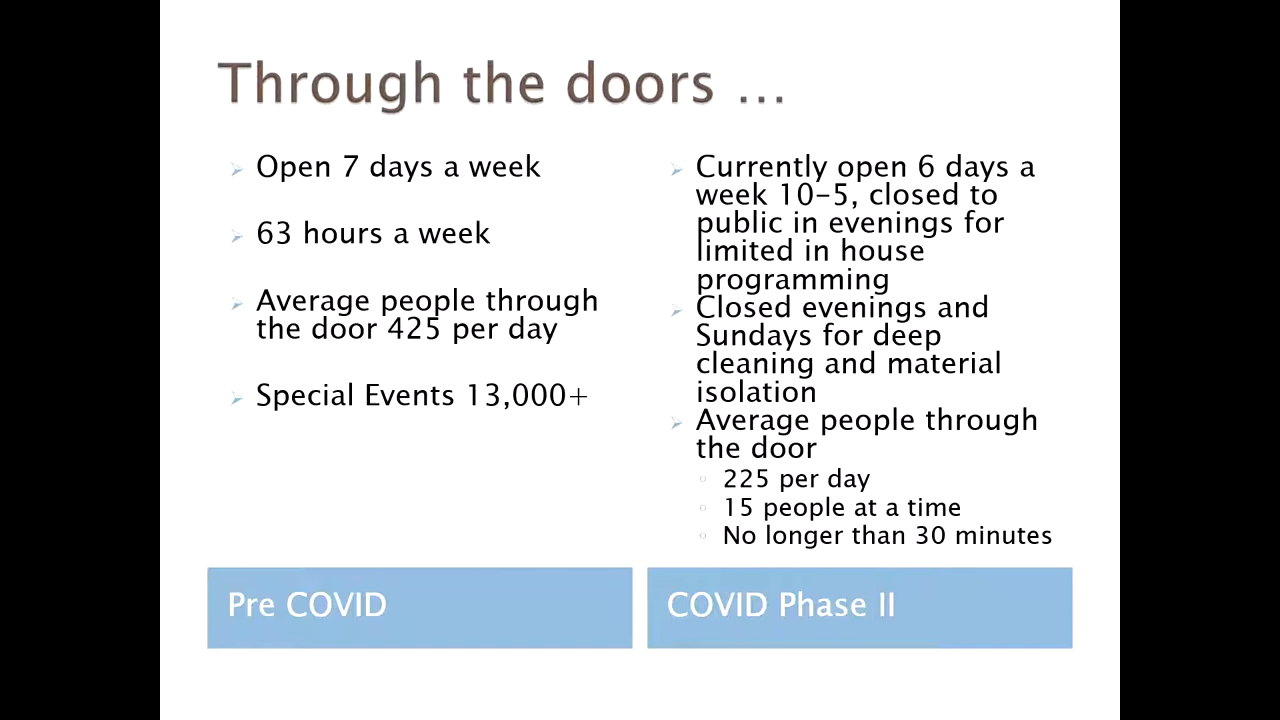 Through the doors ...
Open 7 days a week
63 hours a week
Average people through
the door 425 per day
Special Events 13,000+
Pre COVID
Currently open 6 days a
week 10-5, closed to
public in evenings for
limited in house
programming
Closed evenings and
Sundays for deep
cleaning and material
isolation
Average people through
the door
225 per day
15 people at a time
No longer than 30 minutes
COVID Phase II